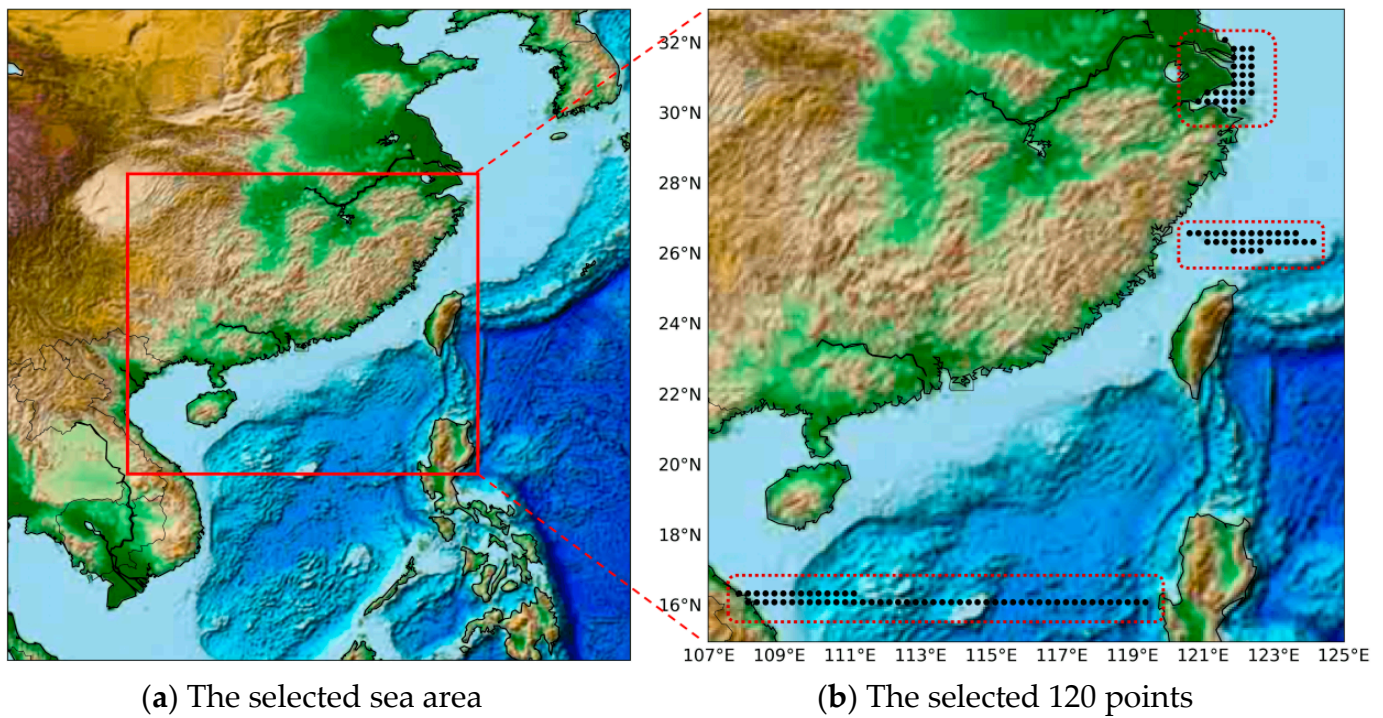 32°N
30°N
28°N
26°N
24°N
22°N
20°N
18°N
16°N
107°E 109°E 111°E 113°E 115°E 117°E 119°E 121°E 123°E 125°E
(a) The selected sea area
(b) The selected 120 points